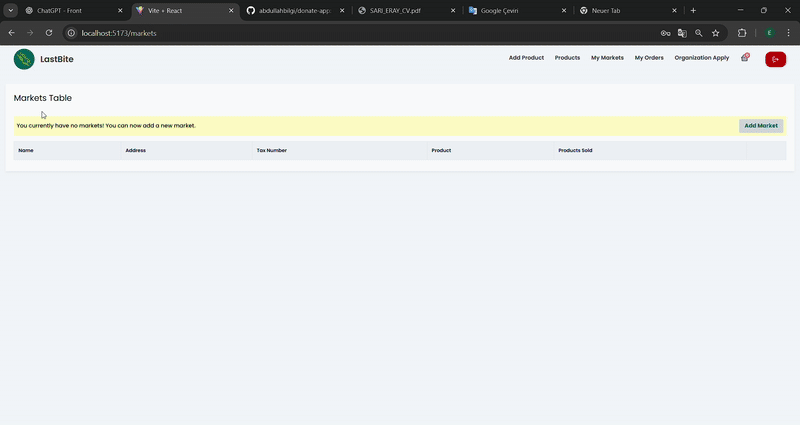 ChatGPT - Front
Vite + React
abdullahbilgi/donate-app:
SARI_ERAY_CV.pdf
Google Çeviri
Neuer Tab
localhost:5173/markets
E
LastBite
Add Product
Products
My Markets
My Orders
Organization Apply
Markets Table
You currently have no markets! You can now add a new market.
Add Market
Name
Address
Tax Number
Product
Products Sold